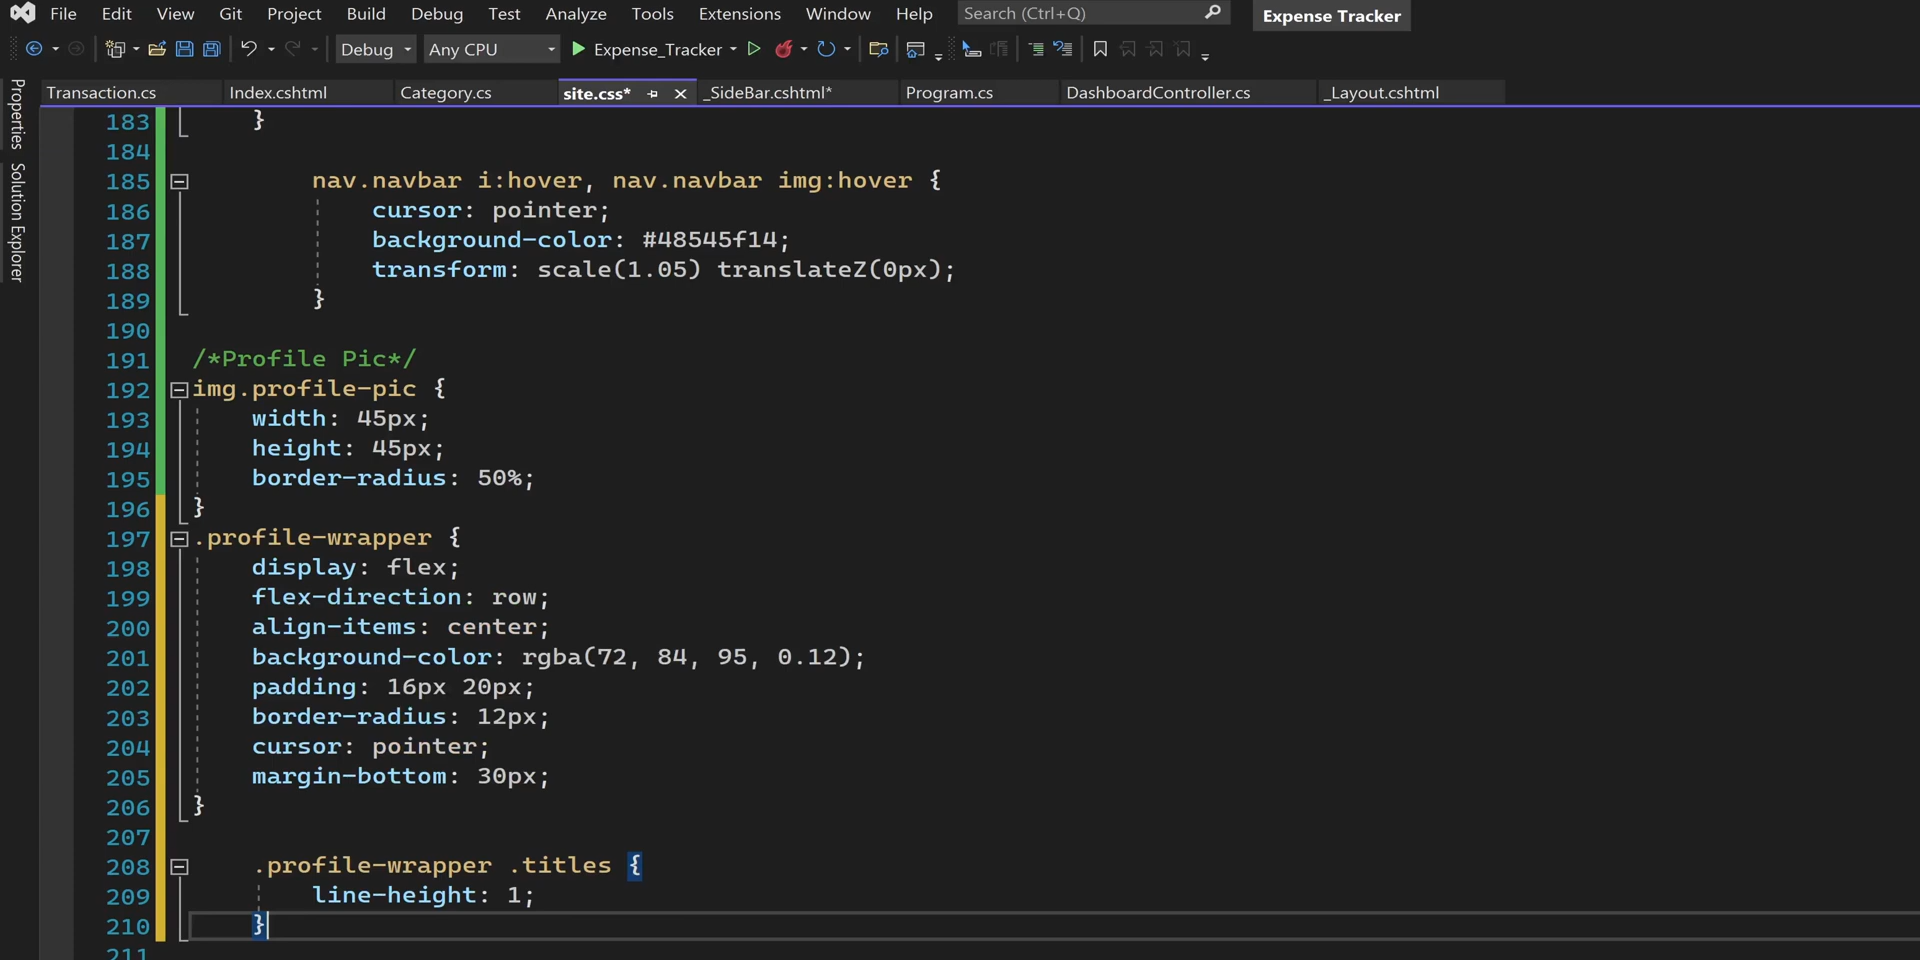 File Edit View Git Project Build Debug Test Analyze Tools Extensions Window Help Search (Ctrl+Q) Expense Tracker
Debug Any CPU Expense_Tracker
Transaction.cs Index.cshtml Category.cs site.css* _SideBar.cshtml* Program.cs DashboardController.cs _Layout.cshtml
Properties
Solution Explorer
183 }
184
185 nav.navbar i:hover, nav.navbar img:hover {
186 cursor: pointer;
187 background-color: #48545f14;
188 transform: scale(1.05) translateZ(0px);
189 }
190
191 /*Profile Pic*/
192 img.profile-pic {
193 width: 45px;
194 height: 45px;
195 border-radius: 50%;
196 }
197 .profile-wrapper {
198 display: flex;
199 flex-direction: row;
200 align-items: center;
201 background-color: rgba(72, 84, 95, 0.12);
202 padding: 16px 20px;
203 border-radius: 12px;
204 cursor: pointer;
205 margin-bottom: 30px;
206 }
207
208 .profile-wrapper .titles {
209 line-height: 1;
210 }
211